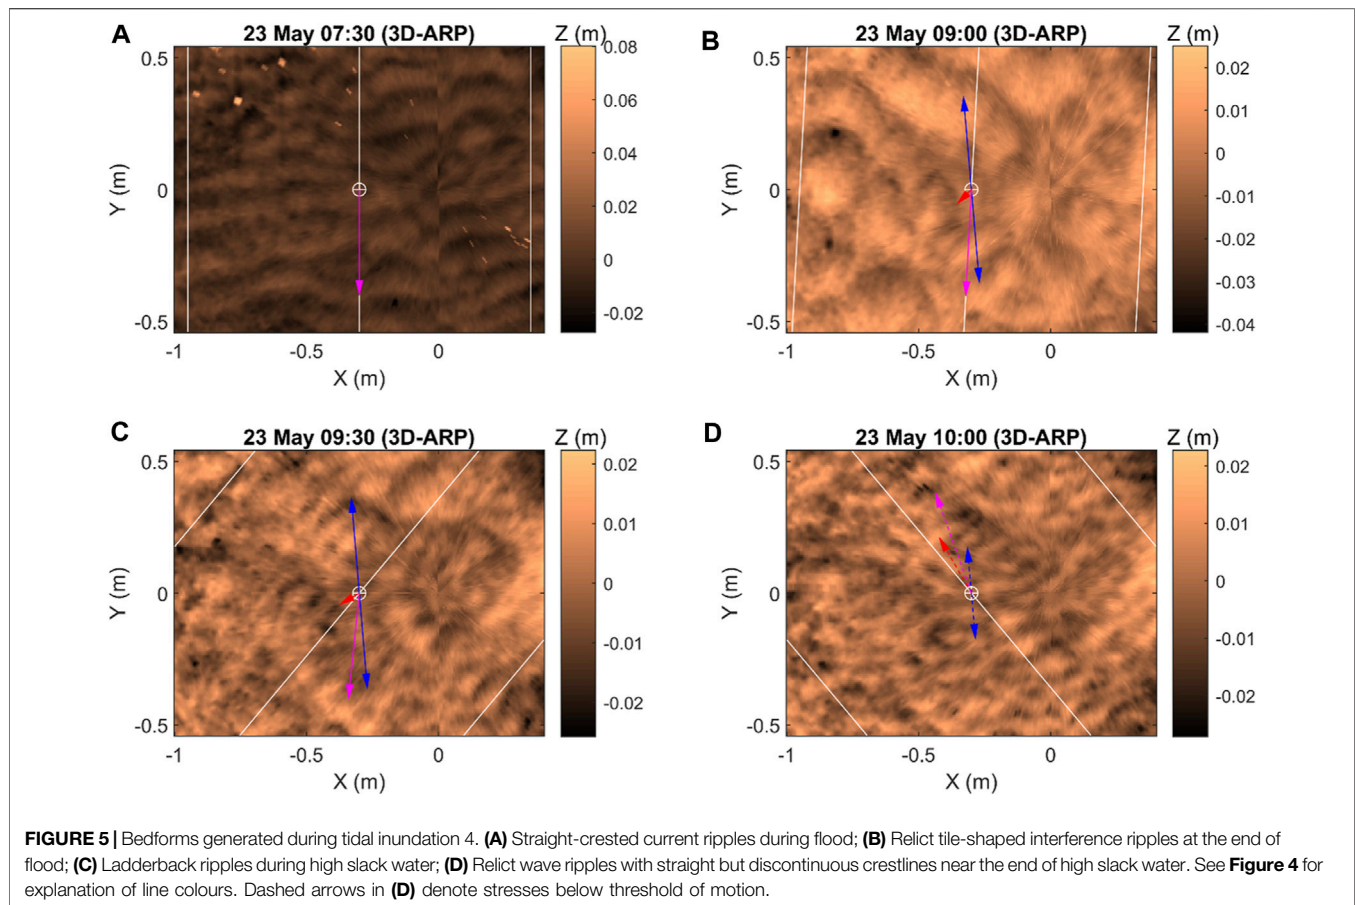 A
23 May 07:30 (3D-ARP)
Z (m)
0.5
0
-0.5
Y (m)
-1
-0.5
0
X (m)
0.08
0.06
0.04
0.02
0
-0.02
B
23 May 09:00 (3D-ARP)
Z (m)
0.5
0
-0.5
Y (m)
-1
-0.5
0
X (m)
0.02
0.01
0
-0.01
-0.02
-0.03
-0.04
C
23 May 09:30 (3D-ARP)
Z (m)
0.5
0
-0.5
Y (m)
-1
-0.5
0
X (m)
0.02
0.01
0
-0.01
-0.02
D
23 May 10:00 (3D-ARP)
Z (m)
0.5
0
-0.5
Y (m)
-1
-0.5
0
X (m)
0.02
0.01
0
-0.01
-0.02
FIGURE 5 | Bedforms generated during tidal inundation 4. (A) Straight-crested current ripples during flood; (B) Relict tile-shaped interference ripples at the end of
flood; (C) Ladderback ripples during high slack water; (D) Relict wave ripples with straight but discontinuous crestlines near the end of high slack water. See Figure 4 for
explanation of line colours. Dashed arrows in (D) denote stresses below threshold of motion.